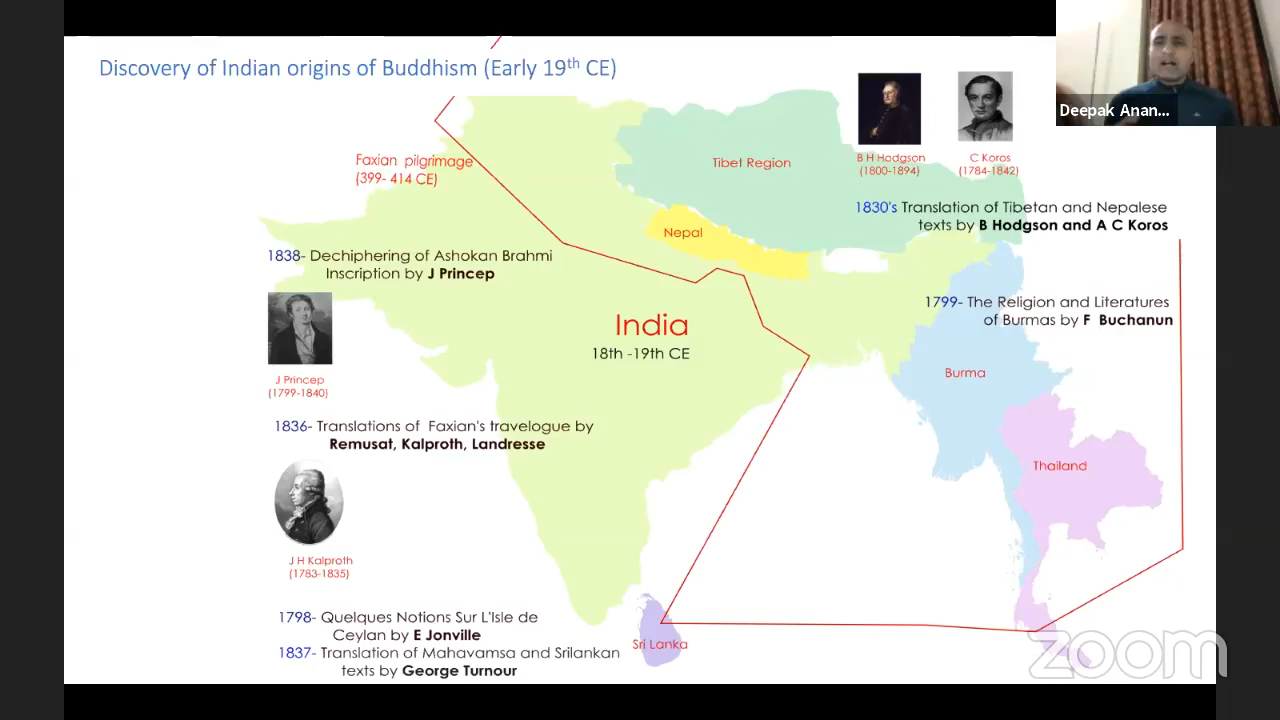 Discovery of Indian origins of Buddhism (Early 19th CE)
Deepak Anan...
Faxian pilgrimage
(399- 414 CE)
Tibet Region
B H Hodgson
(1800-1894)
C Koros
(1784-1842)
1830's Translation of Tibetan and Nepalese
texts by B Hodgson and A C Koros
Nepal
1838- Dechiphering of Ashokan Brahmi
Inscription by J Princep
1799- The Religion and Literatures
of Burmas by F Buchanun
India
18th -19th CE
J Princep
(1799-1840)
Burma
1836- Translations of Faxian's travelogue by
Remusat, Kalproth, Landresse
Thailand
J H Kalproth
(1783-1835)
1798- Quelques Notions Sur L'Isle de
Ceylan by E Jonville
1837- Translation of Mahavamsa and Srilankan
texts by George Turnour
Sri Lanka
zoom